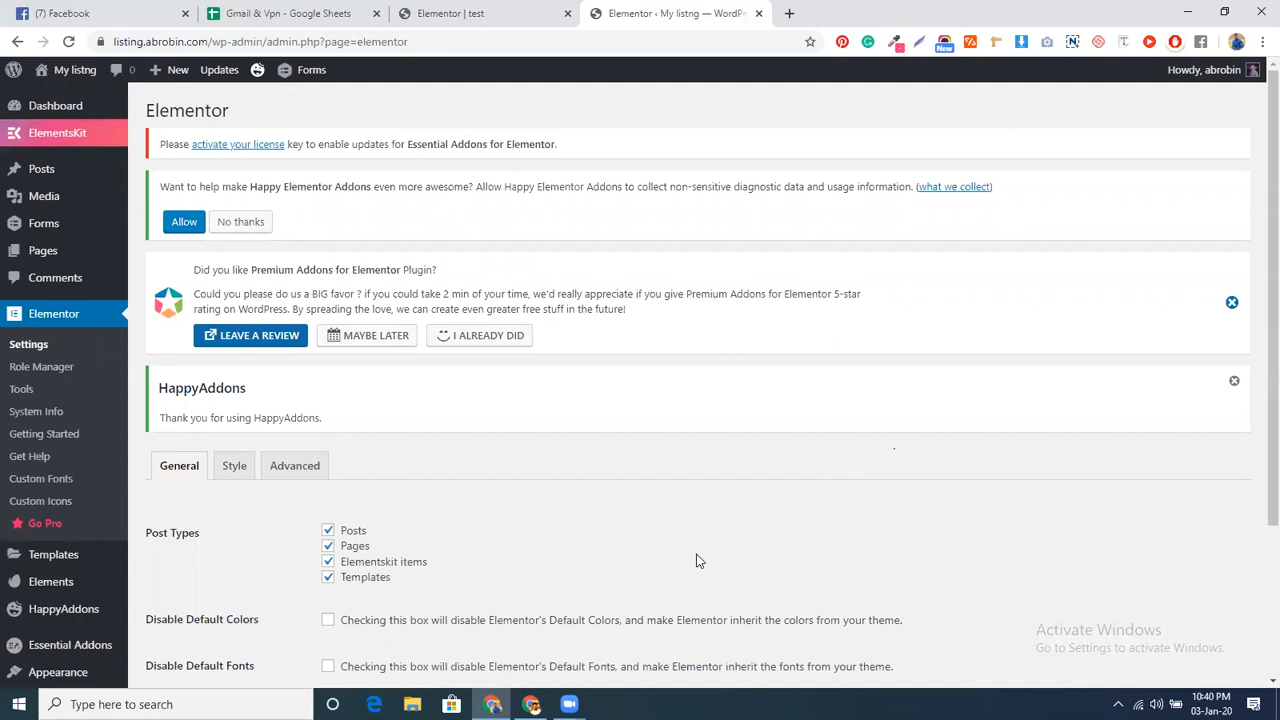 Facebook
Gmail & Vpn - Google Sheets
Elementor | test
Elementor ‹ My listng — WordPr
listing.abrobin.com/wp-admin/admin.php?page=elementor
New
My listng
0
New
Updates
Forms
Howdy, abrobin
Dashboard
ElementsKit
Posts
Media
Forms
Pages
Comments
Elementor
Settings
Role Manager
Tools
System Info
Getting Started
Get Help
Custom Fonts
Custom Icons
Go Pro
Templates
Elements
HappyAddons
Essential Addons
Appearance
Elementor
Please activate your license key to enable updates for Essential Addons for Elementor.
Want to help make Happy Elementor Addons even more awesome? Allow Happy Elementor Addons to collect non-sensitive diagnostic data and usage information. (what we collect)
Allow
No thanks
Did you like Premium Addons for Elementor Plugin?
Could you please do us a BIG favor ? if you could take 2 min of your time, we'd really appreciate if you give Premium Addons for Elementor 5-star
rating on WordPress. By spreading the love, we can create even greater free stuff in the future!
LEAVE A REVIEW
MAYBE LATER
I ALREADY DID
HappyAddons
Thank you for using HappyAddons.
General
Style
Advanced
Post Types
Posts
Pages
Elementskit items
Templates
Disable Default Colors
Checking this box will disable Elementor's Default Colors, and make Elementor inherit the colors from your theme.
Disable Default Fonts
Checking this box will disable Elementor's Default Fonts, and make Elementor inherit the fonts from your theme.
Activate Windows
Go to Settings to activate Windows.
Type here to search
10:40 PM
03-Jan-20